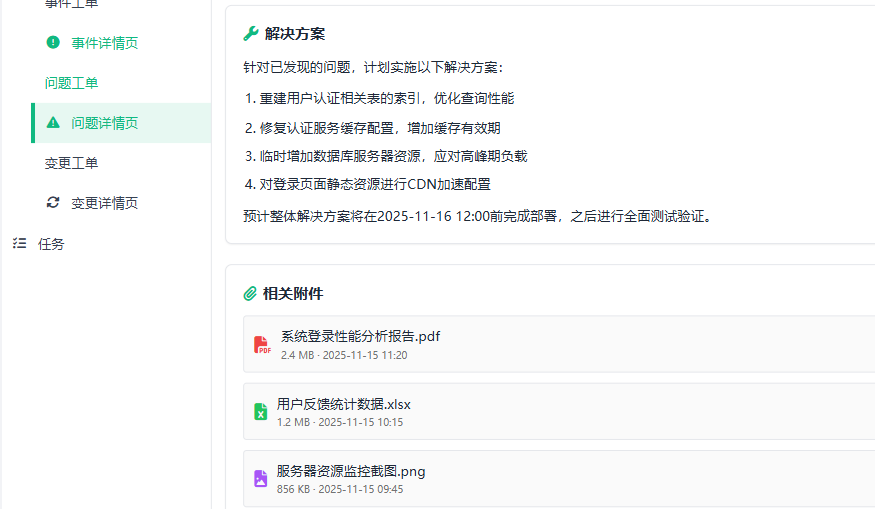 事件工单
事件详情页
问题工单
问题详情页
变更工单
变更详情页
任务
解决方案
针对已发现的问题，计划实施以下解决方案：
1. 重建用户认证相关表的索引，优化查询性能
2. 修复认证服务缓存配置，增加缓存有效期
3. 临时增加数据库服务器资源，应对高峰期负载
4. 对登录页面静态资源进行CDN加速配置
预计整体解决方案将在2025-11-16 12:00前完成部署，之后进行全面测试验证。
相关附件
PDF
系统登录性能分析报告.pdf
2.4 MB · 2025-11-15 11:20
用户反馈统计数据.xlsx
1.2 MB · 2025-11-15 10:15
服务器资源监控截图.png
856 KB · 2025-11-15 09:45